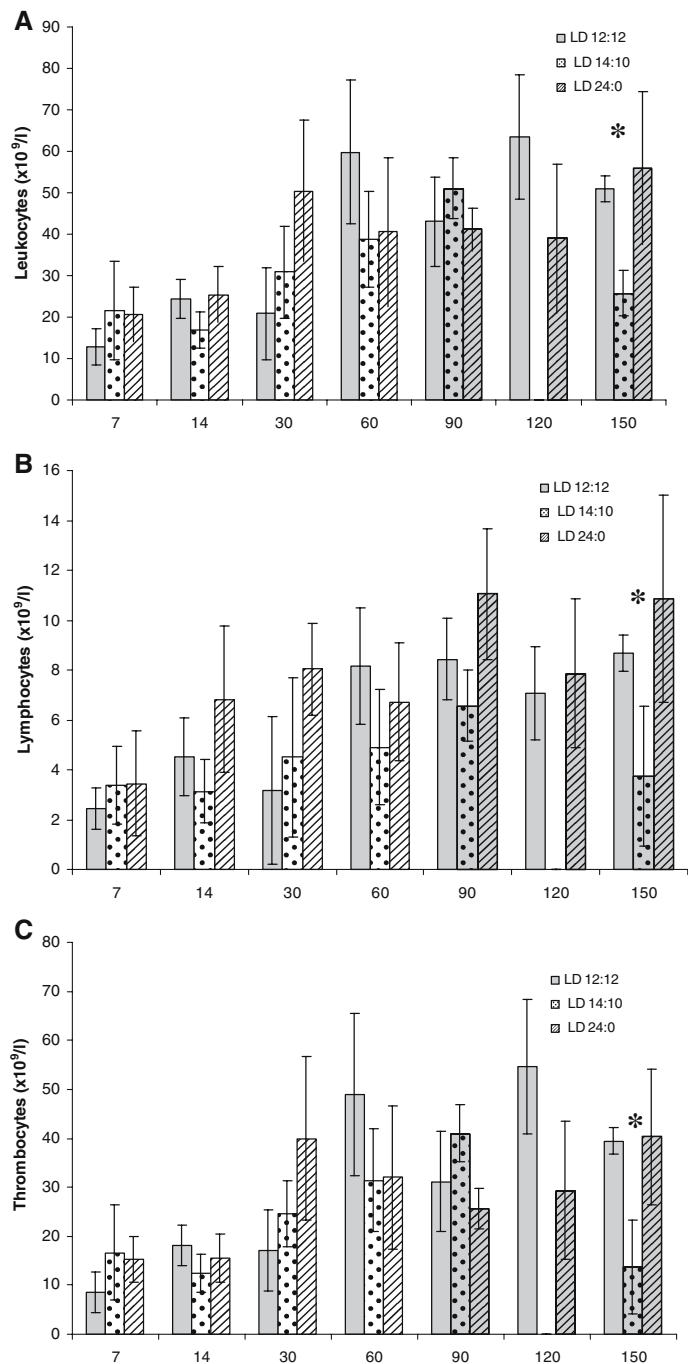 A
Leukocytes (x10⁹/l)
90
80
70
60
50
40
30
20
10
0
LD 12:12
LD 14:10
LD 24:0
*
7 14 30 60 90 120 150
B
Lymphocytes (x10⁹/l)
16
14
12
10
8
6
4
2
0
LD 12:12
LD 14:10
LD 24:0
*
7 14 30 60 90 120 150
C
Thrombocytes (x10⁹/l)
80
70
60
50
40
30
20
10
0
LD 12:12
LD 14:10
LD 24:0
*
7 14 30 60 90 120 150